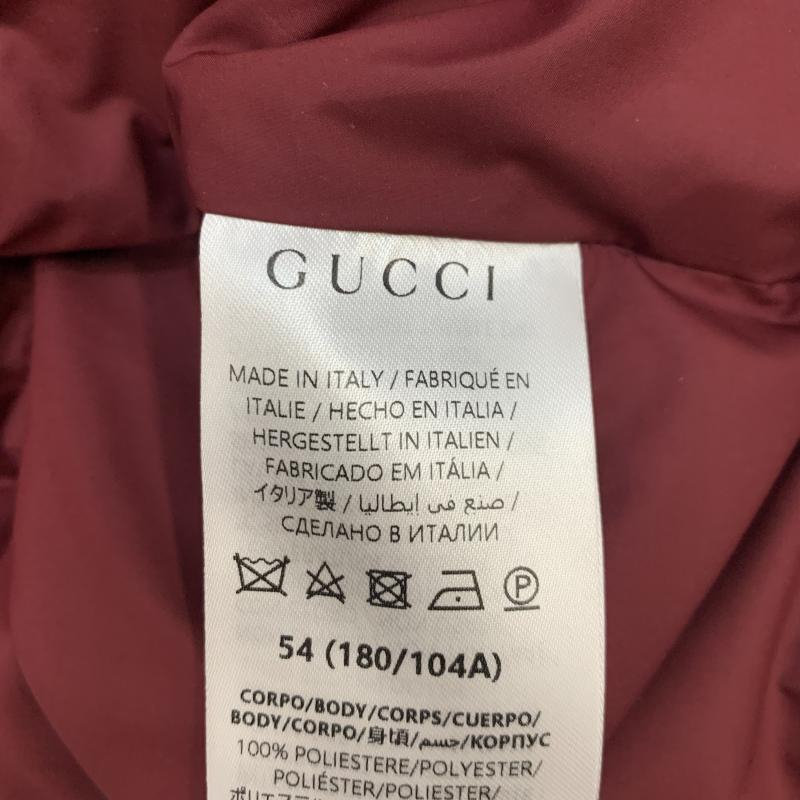 GUCCI
MADE IN ITALY / FABRIQUÉ EN
ITALIE / HECHO EN ITALIA /
HERGESTELLT IN ITALIEN /
FABRICADO EM ITÁLIA /
イタリア製 / صنع في إيطاليا /
СДЕЛАНО В ИТАЛИИ
P
54 (180/104A)
CORPO/BODY/CORPS/CUERPO/
BODY/CORPO/身頃/جسم/КОРПУС
100% POLIESTERE/POLYESTER/
POLIÉSTER/POLIESTER/